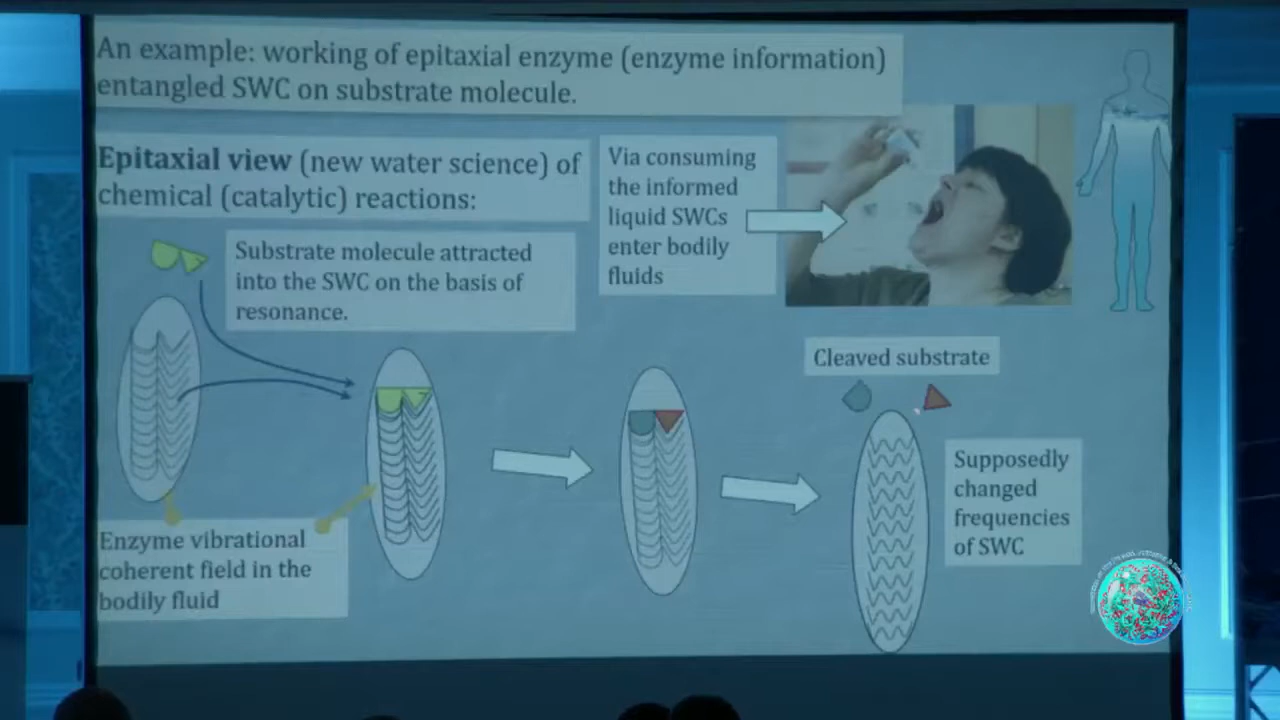 An example: working of epitaxial enzyme (enzyme information)
entangled SWC on substrate molecule.
Epitaxial view (new water science) of
chemical (catalytic) reactions:
Via consuming
the informed
liquid SWCs
enter bodily
fluids
Substrate molecule attracted
into the SWC on the basis of
resonance.
Cleaved substrate
Supposedly
changed
frequencies
of SWC
Enzyme vibrational
coherent field in the
bodily fluid